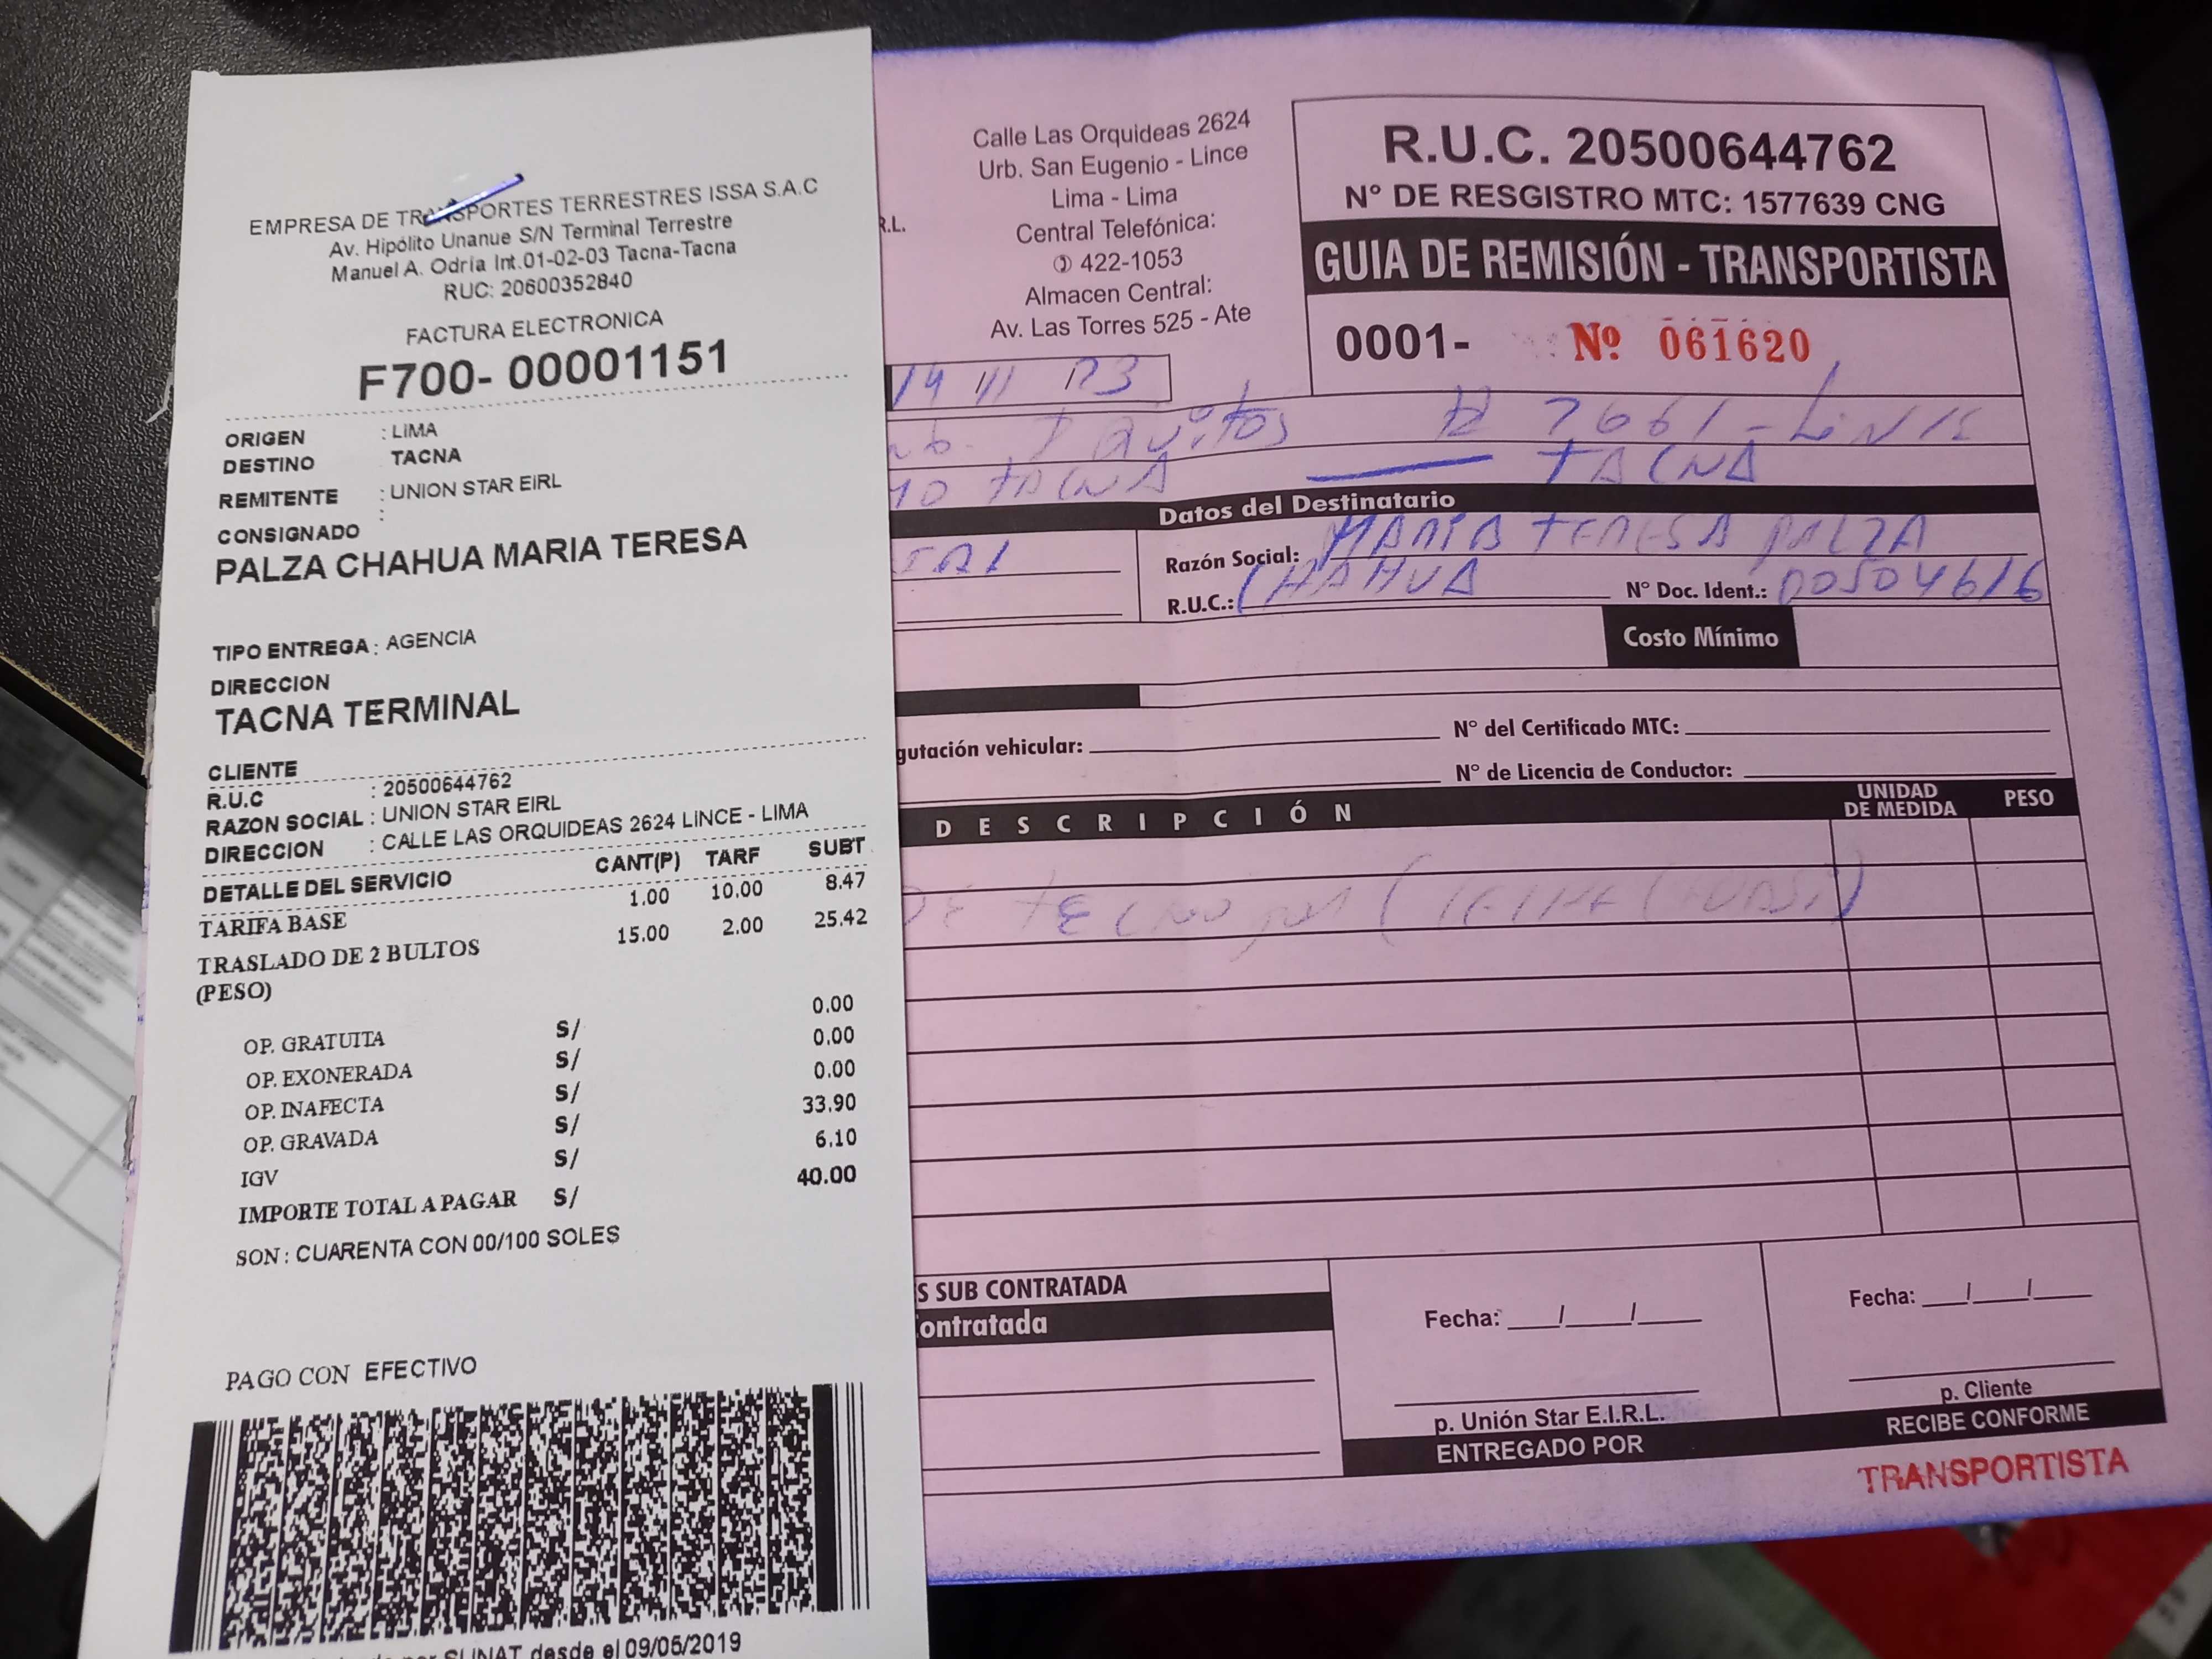 EMPRESA DE TRANSPORTES TERRESTRES ISSA S.A.C
Av. Hipólito Unanue S/N Terminal Terrestre
Manuel A. Odria Int.01-02-03 Tacna-Tacna
RUC: 20600352840
FACTURA ELECTRONICA
F700- 00001151
ORIGEN : LIMA
DESTINO TACNA
REMITENTE : UNION STAR EIRL
CONSIGNADO :
PALZA CHAHUA MARIA TERESA
TIPO ENTREGA : AGENCIA
DIRECCION
TACNA TERMINAL
CLIENTE
R.U.C : 20500644762
RAZON SOCIAL : UNION STAR EIRL
DIRECCION : CALLE LAS ORQUIDEAS 2624 LINCE - LIMA
DETALLE DEL SERVICIO CANT(P) TARF SUBT
TARIFA BASE 1.00 10.00 8.47
TRASLADO DE 2 BULTOS 15.00 2.00 25.42
(PESO)
OP. GRATUITA S/ 0.00
OP. EXONERADA S/ 0.00
OP. INAFECTA S/ 0.00
OP. GRAVADA S/ 33.90
IGV S/ 6.10
IMPORTE TOTAL A PAGAR S/ 40.00
SON : CUARENTA CON 00/100 SOLES
PAGO CON EFECTIVO
por SUNAT desde el 09/05/2019
R.L.
Calle Las Orquideas 2624
Urb. San Eugenio - Lince
Lima - Lima
Central Telefónica:
422-1053
Almacen Central:
Av. Las Torres 525 - Ate
R.U.C. 20500644762
N° DE RESGISTRO MTC: 1577639 CNG
GUIA DE REMISIÓN - TRANSPORTISTA
0001- Nº 061620
14 11 23
TACNA — TACNA
Datos del Destinatario
Razón Social: MARIA TERESA PALZA
R.U.C.: CHAHUA N° Doc. Ident.: 00504616
Costo Mínimo
gutación vehicular: N° del Certificado MTC:
N° de Licencia de Conductor:
DESCRIPCIÓN UNIDAD DE MEDIDA PESO
S SUB CONTRATADA
ontratada
Fecha: __/__/__
p. Unión Star E.I.R.L.
ENTREGADO POR
Fecha: __/__/__
p. Cliente
RECIBE CONFORME
TRANSPORTISTA